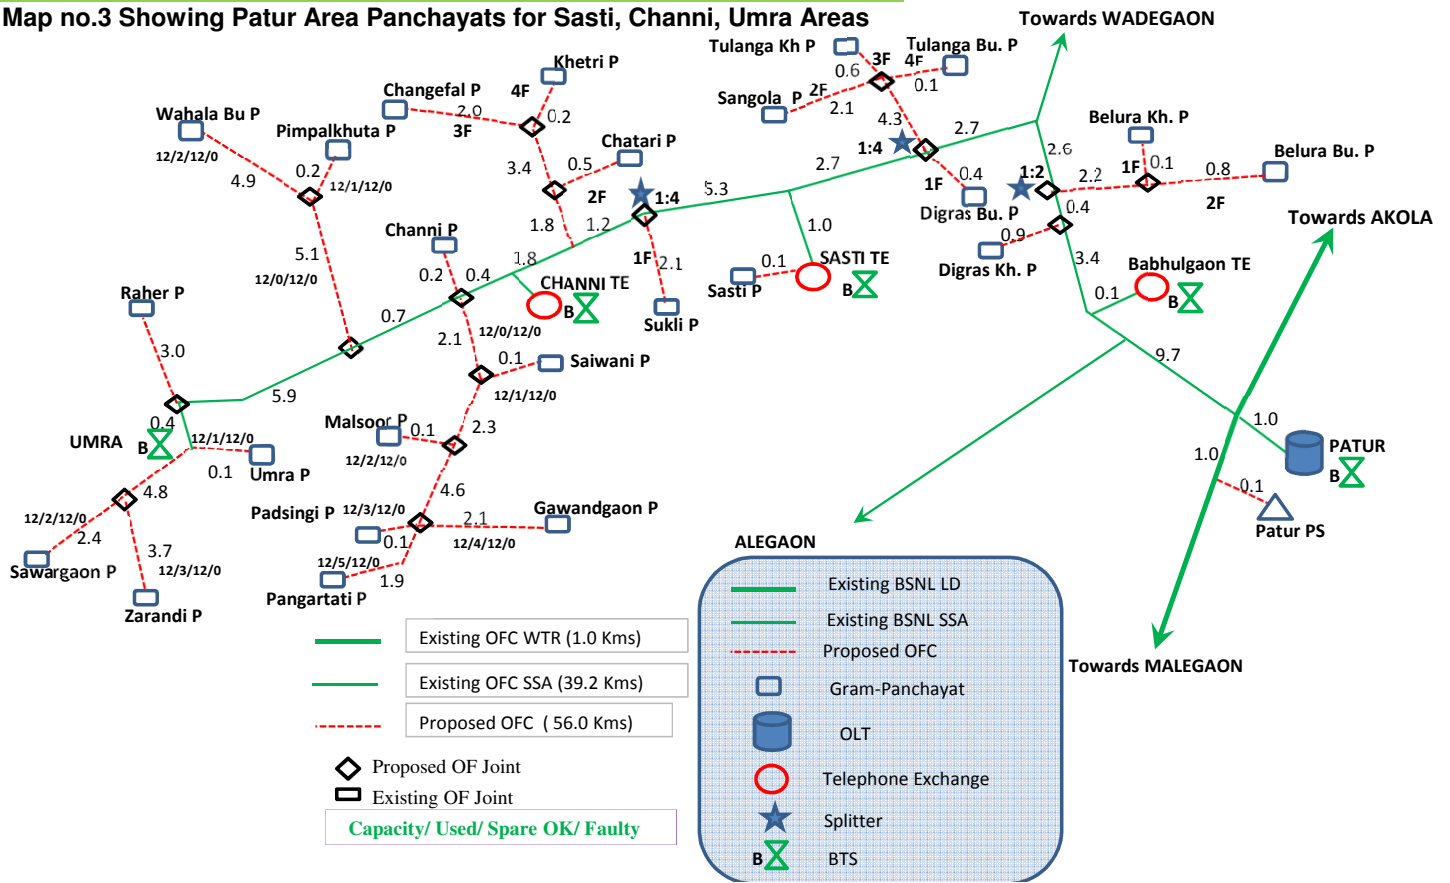 Map no.3 Showing Patur Area Panchayats for Sasti, Channi, Umra Areas
Towards WADEGAON
Tulanga Kh P
Tulanga Bu. P
3F
4F
0.6
0.1
Khetri P
Changefal P
4F
2.0
3F
0.2
Sangola P
2F
2.1
4.3
Wahala Bu P
Pimpalkhuta P
12/2/12/0
0.2
4.9
12/1/12/0
Chatari P
0.5
3.4
2F
1:4
1:4
2.7
2.7
2.6
Belura Kh. P
Belura Bu. P
1:2
2.2
1F
0.1
0.8
2F
0.4
1F
Digras Bu. P
0.4
0.9
Digras Kh. P
3.4
Towards AKOLA
5.3
1.8
1.2
1.8
1F
2.1
Sukli P
1.0
SASTI TE
0.1
Sasti P
B
Babhulgaon TE
0.1
B
5.1
12/0/12/0
Channi P
0.2
0.4
CHANNI TE
B
Raher P
0.7
12/0/12/0
2.1
3.0
0.1
Saiwani P
12/1/12/0
9.7
5.9
2.3
0.4
UMRA
B
12/1/12/0
0.1
Umra P
Malsoor P
0.1
12/2/12/0
1.0
1.0
PATUR
B
0.1
Patur PS
4.8
4.6
12/2/12/0
2.4
Sawargaon P
3.7
12/3/12/0
Zarandi P
Padsingi P
12/3/12/0
0.1
2.1
Gawandgaon P
12/4/12/0
12/5/12/0
1.9
Pangartati P
ALEGAON
Towards MALEGAON
Existing OFC WTR (1.0 Kms)
Existing OFC SSA (39.2 Kms)
Proposed OFC ( 56.0 Kms)
Proposed OF Joint
Existing OF Joint
Capacity/ Used/ Spare OK/ Faulty
Existing BSNL LD
Existing BSNL SSA
Proposed OFC
Gram-Panchayat
OLT
Telephone Exchange
Splitter
B
BTS